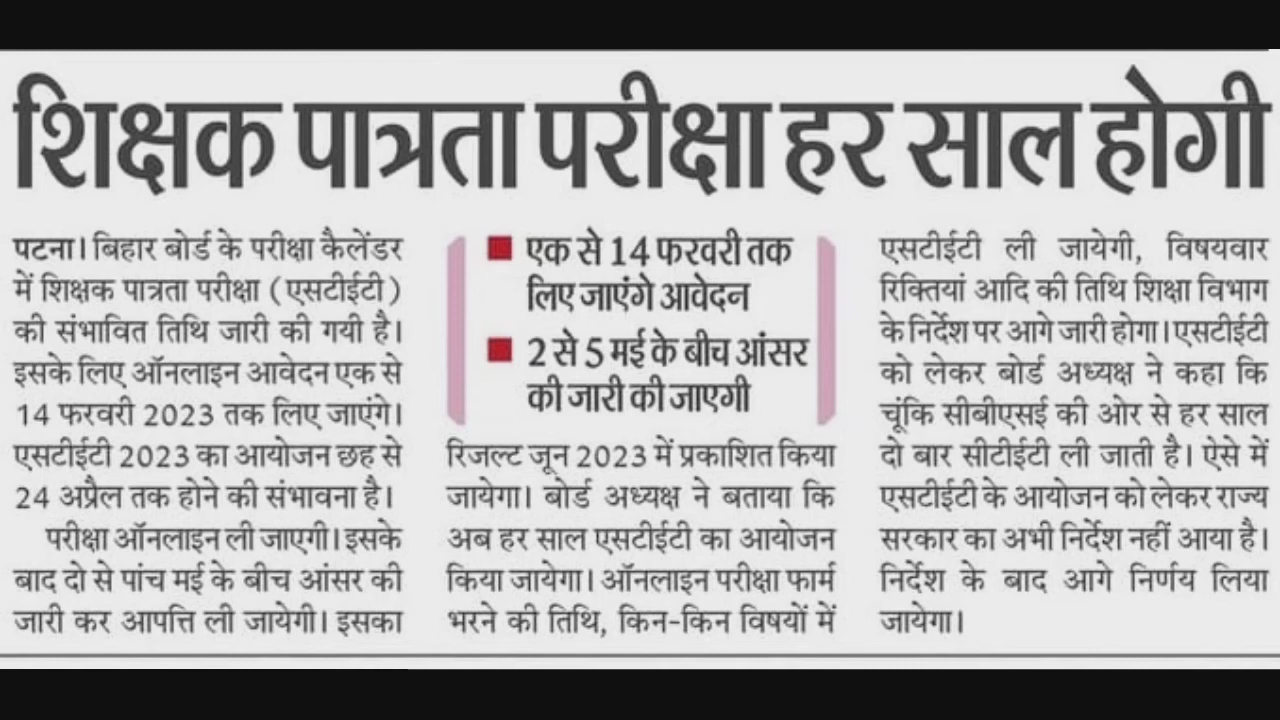 शिक्षक पात्रता परीक्षा हर साल होगी
पटना। बिहार बोर्ड के परीक्षा कैलेंडर
में शिक्षक पात्रता परीक्षा (एसटीईटी)
की संभावित तिथि जारी की गयी है।
इसके लिए ऑनलाइन आवेदन एक से
14 फरवरी 2023 तक लिए जाएंगे।
एसटीईटी 2023 का आयोजन छह से
24 अप्रैल तक होने की संभावना है।
परीक्षा ऑनलाइन ली जाएगी। इसके
बाद दो से पांच मई के बीच आंसर की
जारी कर आपत्ति ली जायेगी। इसका
एक से 14 फरवरी तक
लिए जाएंगे आवेदन
2 से 5 मई के बीच आंसर
की जारी की जाएगी
रिजल्ट जून 2023 में प्रकाशित किया
जायेगा। बोर्ड अध्यक्ष ने बताया कि
अब हर साल एसटीईटी का आयोजन
किया जायेगा। ऑनलाइन परीक्षा फार्म
भरने की तिथि, किन-किन विषयों में
एसटीईटी ली जायेगी, विषयवार
रिक्तियां आदि की तिथि शिक्षा विभाग
के निर्देश पर आगे जारी होगा। एसटीईटी
को लेकर बोर्ड अध्यक्ष ने कहा कि
चूंकि सीबीएसई की ओर से हर साल
दो बार सीटीईटी ली जाती है। ऐसे में
एसटीईटी के आयोजन को लेकर राज्य
सरकार का अभी निर्देश नहीं आया है।
निर्देश के बाद आगे निर्णय लिया
जायेगा।